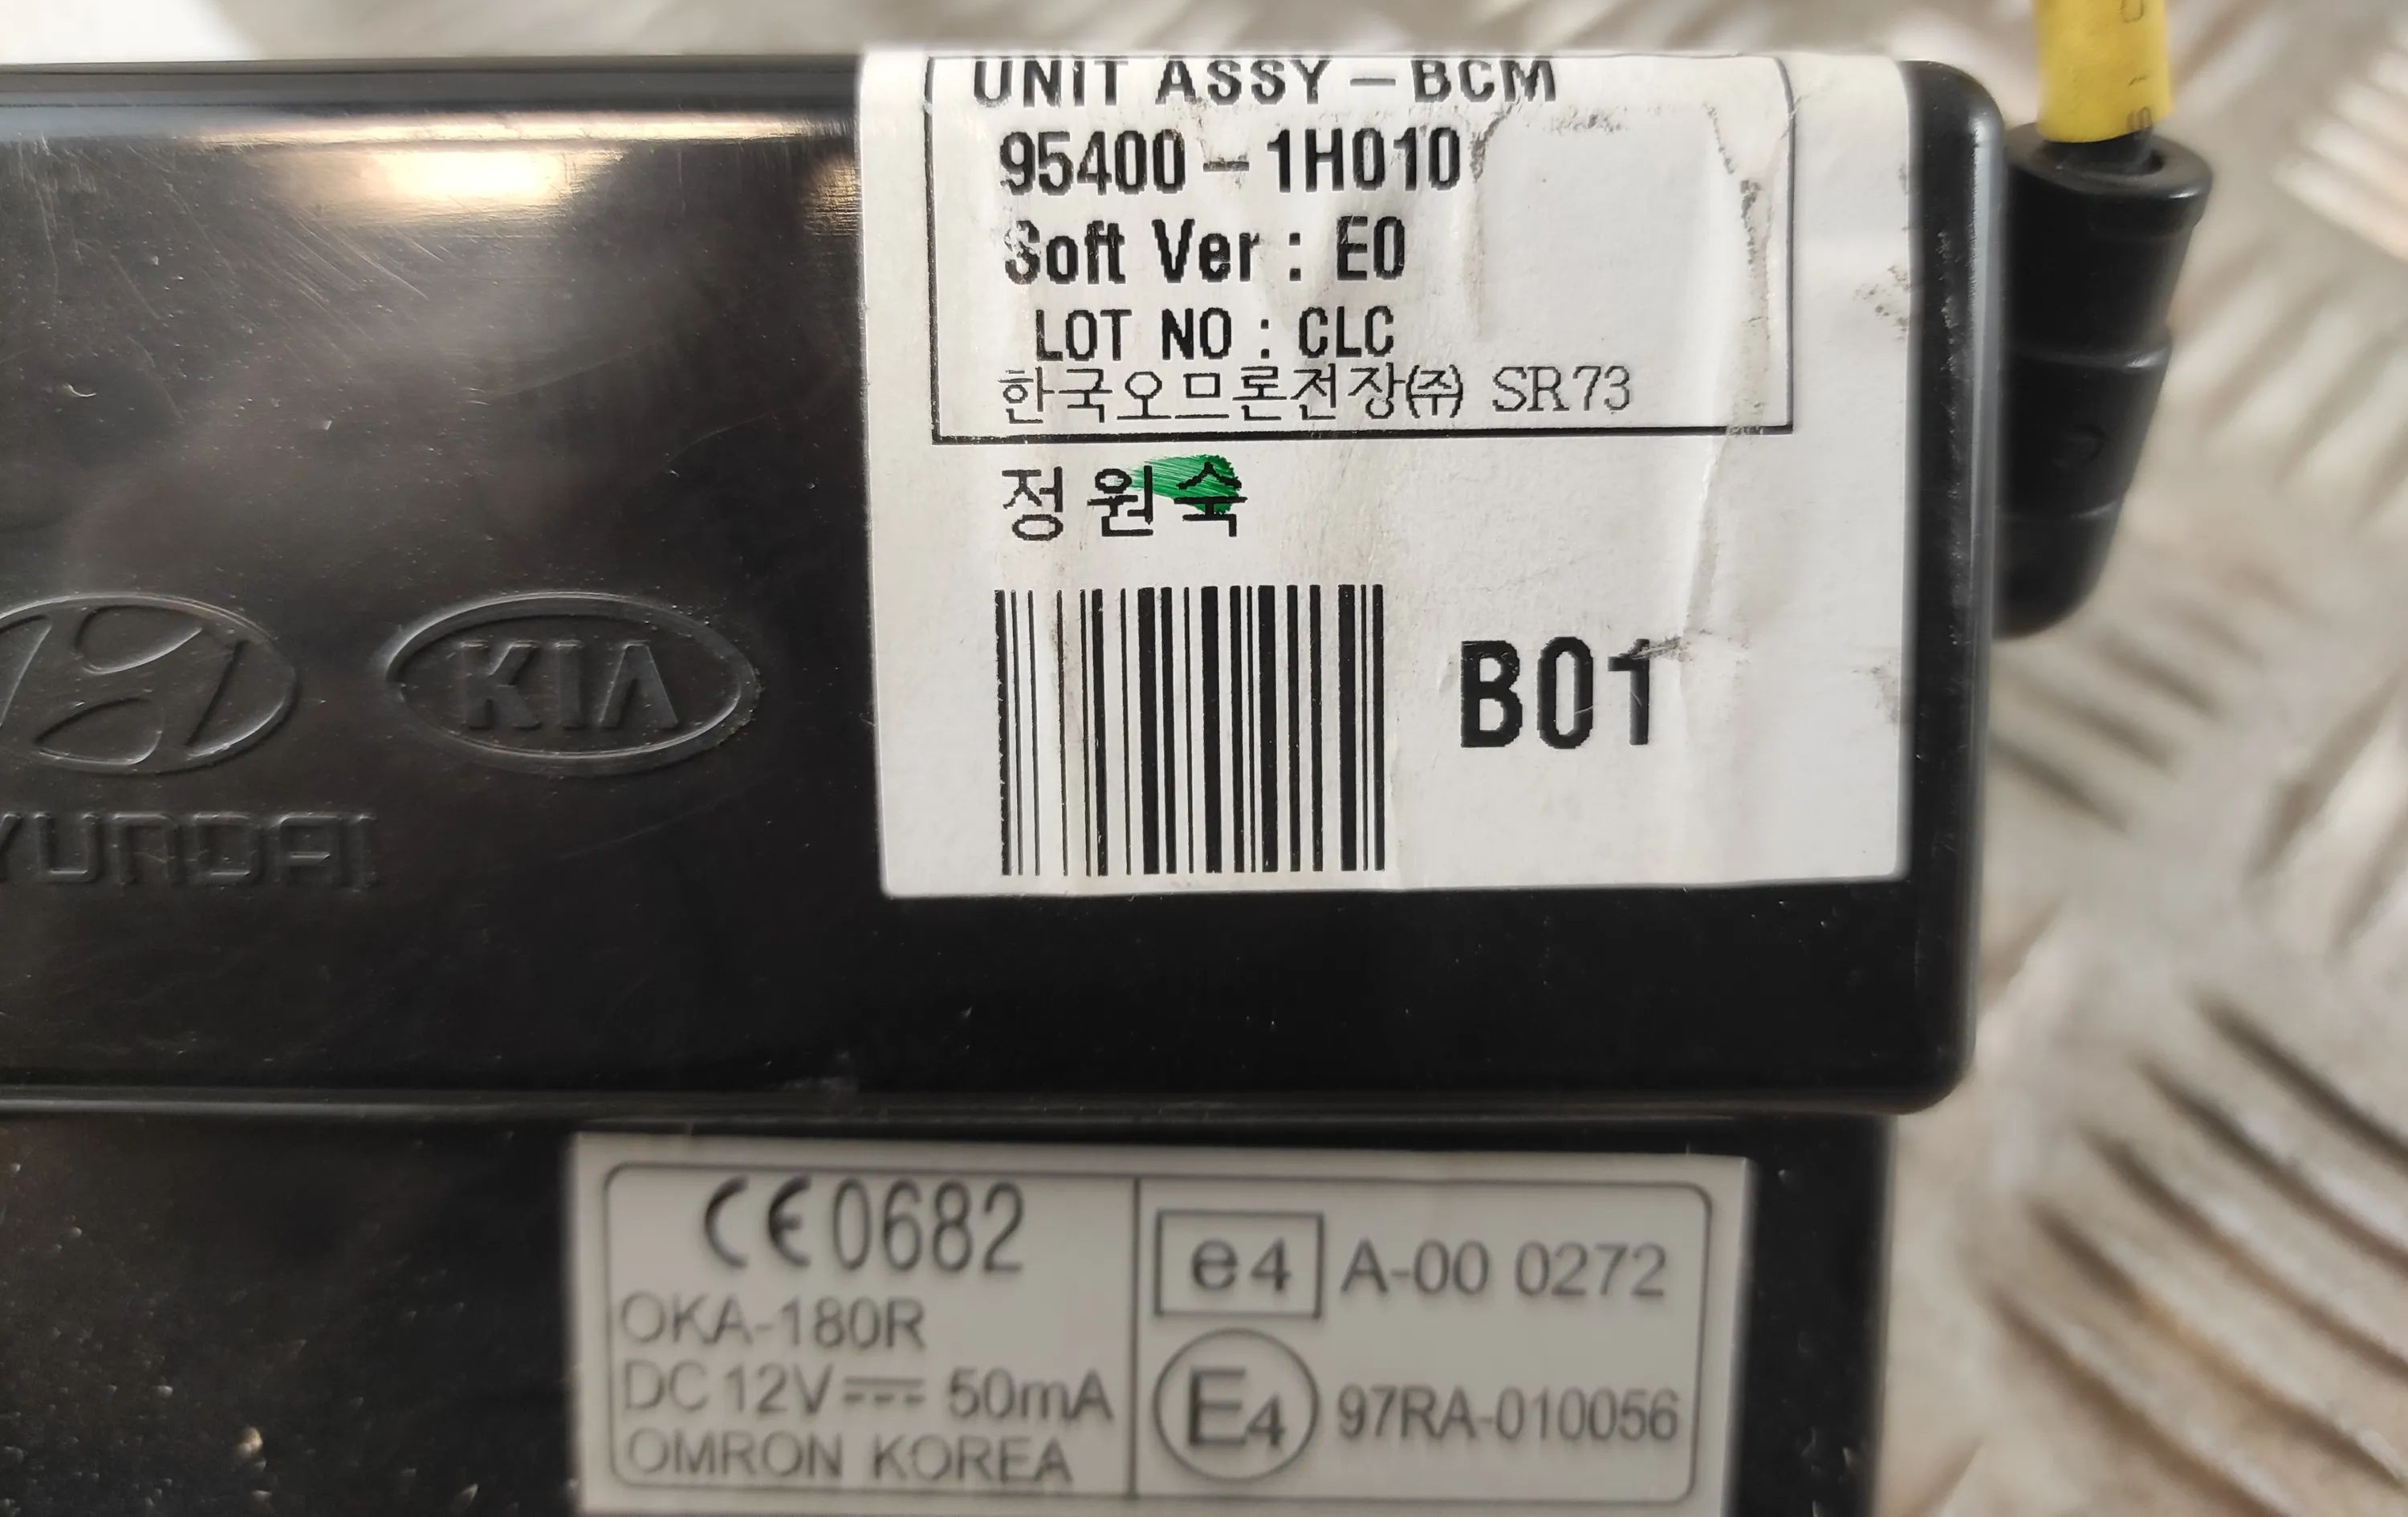 UNIT ASSY - BCM
95400 - 1H010
Soft Ver : E0
LOT NO : CLC
한국오므론전장㈜ SR73
정원숙
B01
KIA
YUNDAI
CE0682
OKA-180R
DC 12V 50mA
OMRON KOREA
e4 A-00 0272
E4 97RA-010056